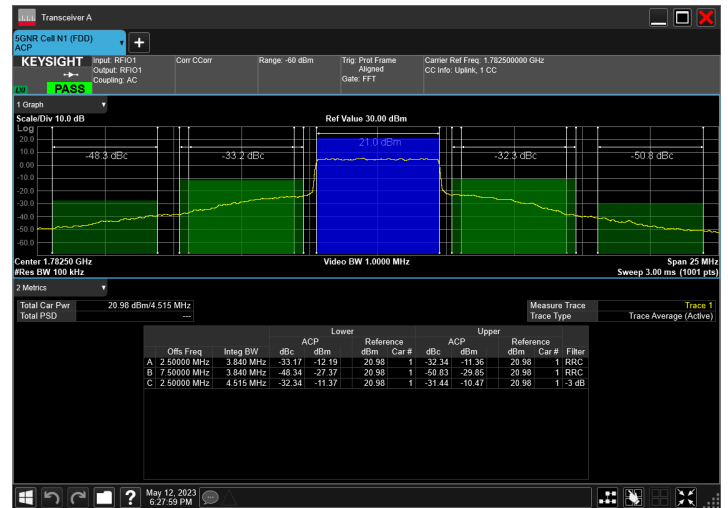 Transceiver A
5GNR Cell N1 (FDD)
ACP
KEYSIGHT Input: RFIO1 Corr CCorr Range: -60 dBm Trig: Prot Frame Carrier Ref Freq: 1.782500000 GHz
Output: RFIO1 Aligned CC Info: Uplink, 1 CC
Coupling: AC Gate: FFT
LXI PASS
1 Graph
Scale/Div 10.0 dB Ref Value 30.00 dBm
Log
20.0 21.0 dBm
10.0 -48.3 dBc -33.2 dBc -32.3 dBc -50.8 dBc
0.00
-10.0
-20.0
-30.0
-40.0
-50.0
-60.0
Center 1.78250 GHz Video BW 1.0000 MHz Span 25 MHz
#Res BW 100 kHz Sweep 3.00 ms (1001 pts)
2 Metrics
Total Car Pwr 20.98 dBm/4.515 MHz Measure Trace Trace 1
Total PSD --- Trace Type Trace Average (Active)
Lower Upper
ACP Reference ACP Reference
Offs Freq Integ BW dBc dBm dBm Car # dBc dBm dBm Car # Filter
A 2.50000 MHz 3.840 MHz -33.17 -12.19 20.98 1 -32.34 -11.36 20.98 1 RRC
B 7.50000 MHz 3.840 MHz -48.34 -27.37 20.98 1 -50.83 -29.85 20.98 1 RRC
C 2.50000 MHz 4.515 MHz -32.34 -11.37 20.98 1 -31.44 -10.47 20.98 1 -3 dB
May 12, 2023
6:27:59 PM